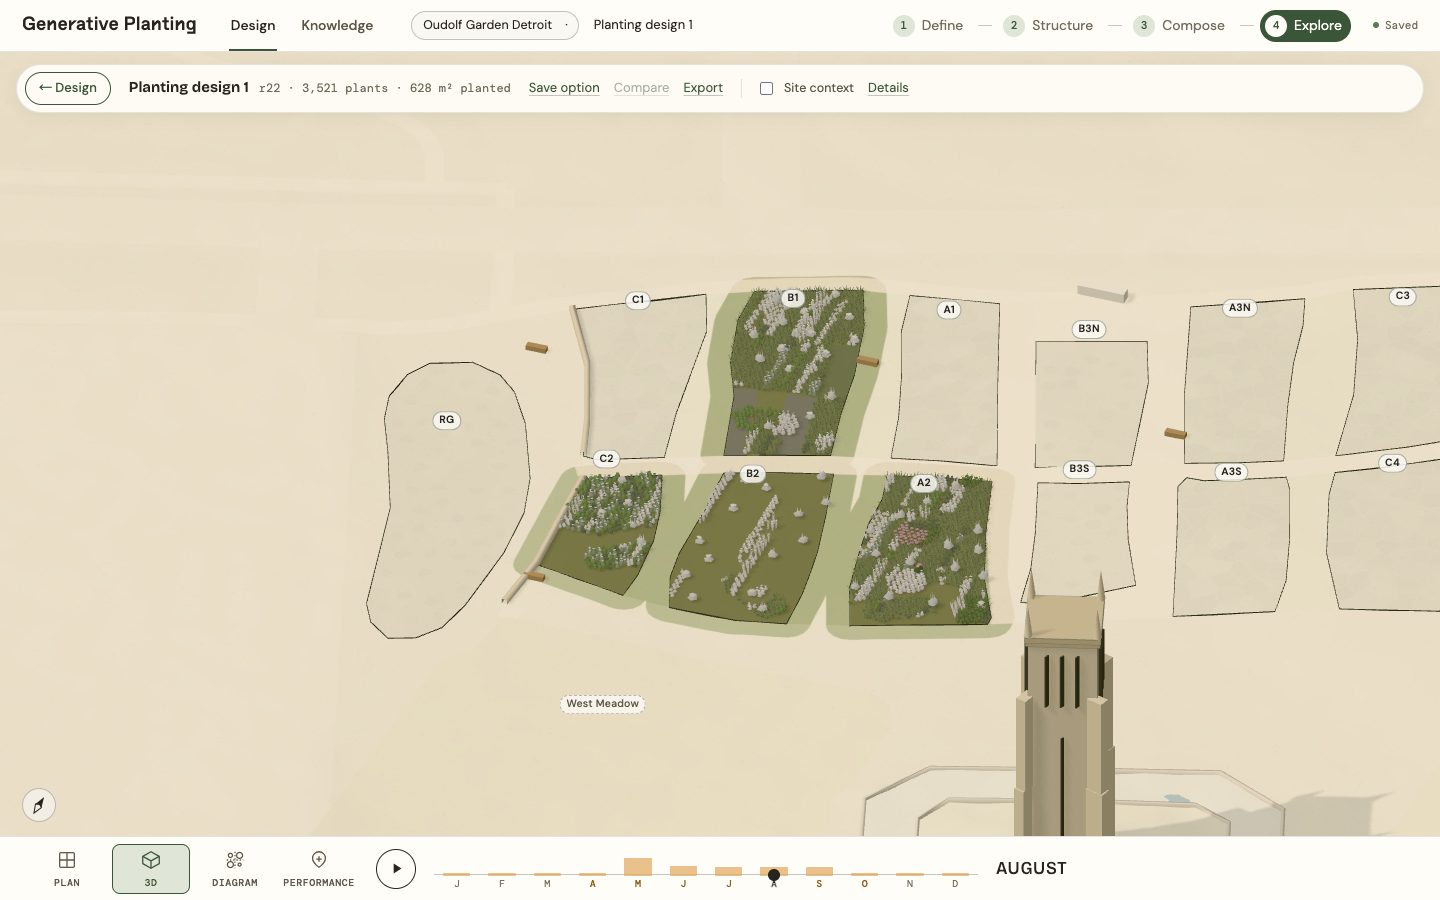 Generative Planting
Design
Knowledge
Oudolf Garden Detroit ·
Planting design 1
1 Define
2 Structure
3 Compose
4 Explore
Saved
← Design
Planting design 1
r22 · 3,521 plants · 628 m² planted
Save option
Compare
Export
Site context
Details
C1
B1
A1
B3N
A3N
C3
RG
C2
B2
A2
B3S
A3S
C4
West Meadow
PLAN
3D
DIAGRAM
PERFORMANCE
J F M A M J J A S O N D
AUGUST